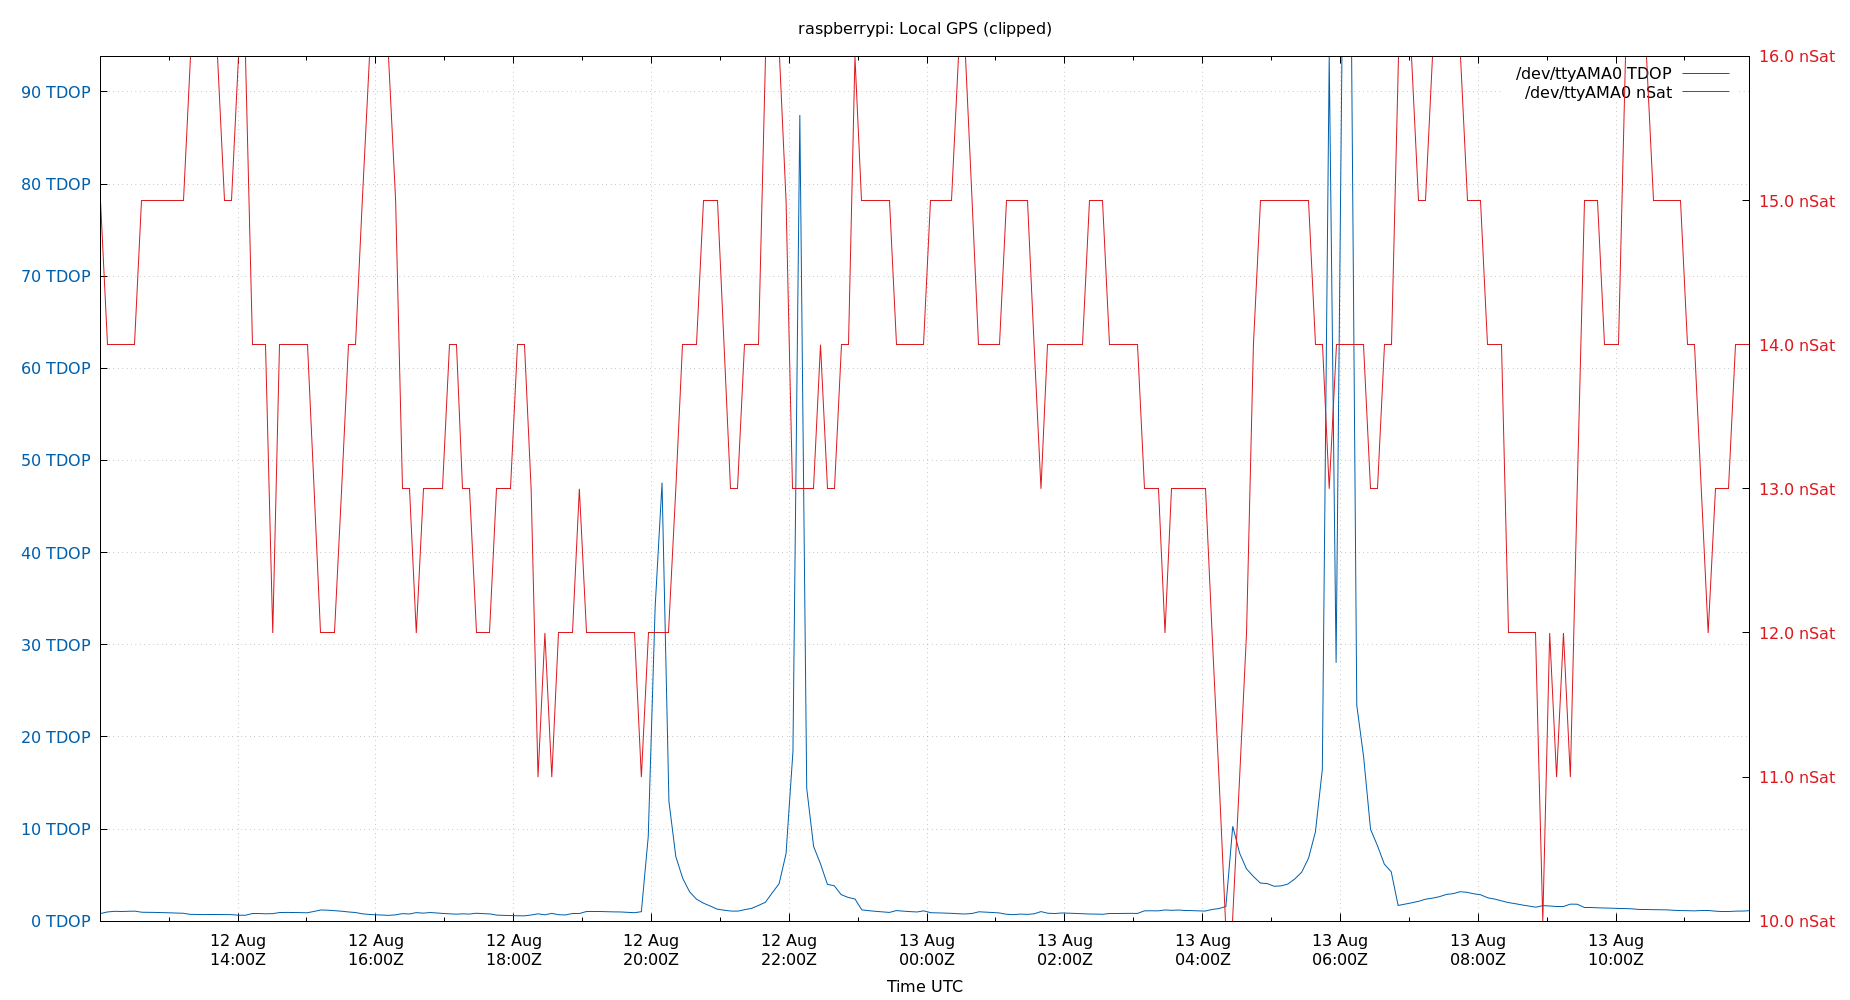 raspberrypi: Local GPS (clipped)
/dev/ttyAMA0 TDOP
/dev/ttyAMA0 nSat
90 TDOP
80 TDOP
70 TDOP
60 TDOP
50 TDOP
40 TDOP
30 TDOP
20 TDOP
10 TDOP
0 TDOP
16.0 nSat
15.0 nSat
14.0 nSat
13.0 nSat
12.0 nSat
11.0 nSat
10.0 nSat
12 Aug
14:00Z
12 Aug
16:00Z
12 Aug
18:00Z
12 Aug
20:00Z
12 Aug
22:00Z
13 Aug
00:00Z
13 Aug
02:00Z
13 Aug
04:00Z
13 Aug
06:00Z
13 Aug
08:00Z
13 Aug
10:00Z
Time UTC